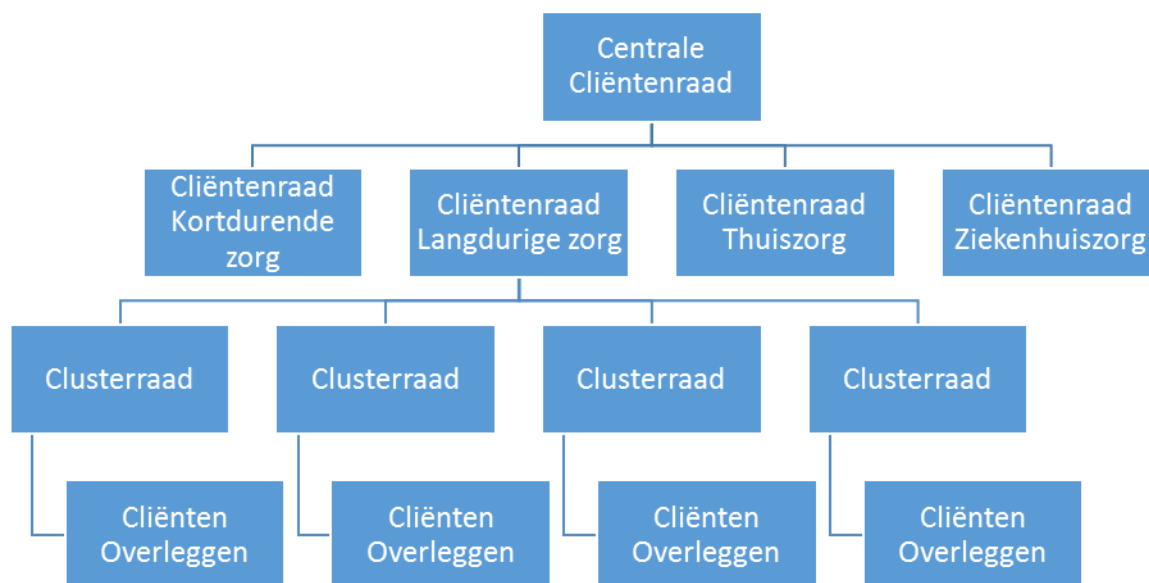 Centrale
Cliëntenraad
Cliëntenraad
Kortdurende
zorg
Cliëntenraad
Langdurige zorg
Cliëntenraad
Thuiszorg
Cliëntenraad
Ziekenhuiszorg
Clusterraad
Clusterraad
Clusterraad
Clusterraad
Cliënten
Overleggen
Cliënten
Overleggen
Cliënten
Overleggen
Cliënten
Overleggen